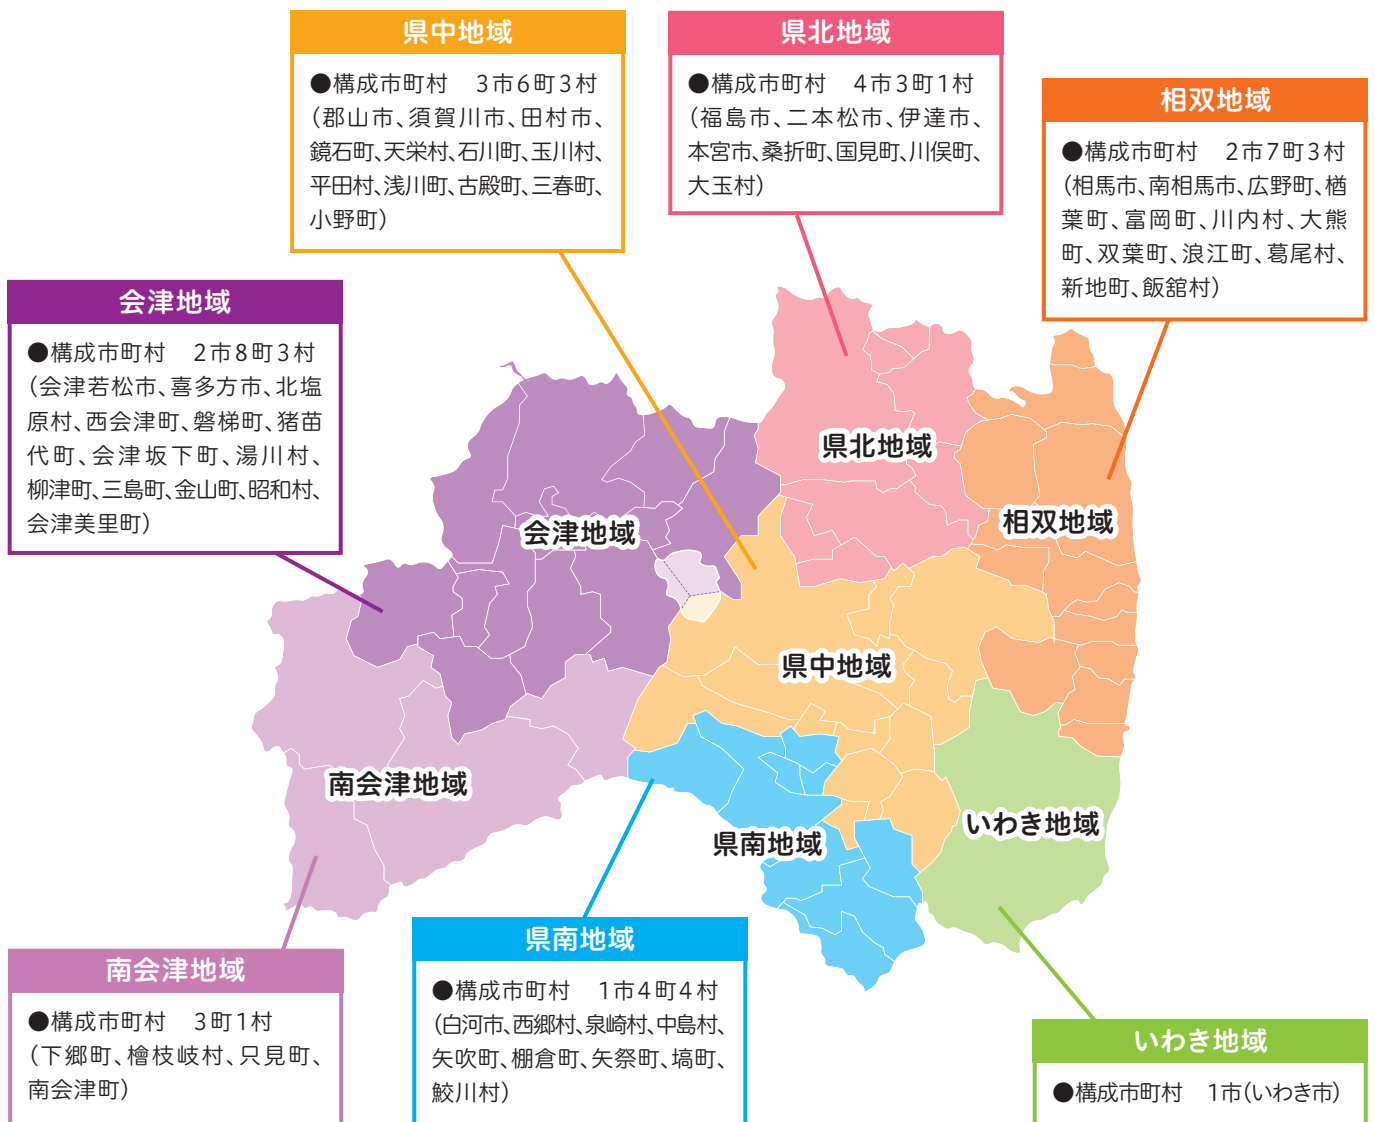 県中地域
●構成市町村　3市6町3村
(郡山市、須賀川市、田村市、
鏡石町、天栄村、石川町、玉川村、
平田村、浅川町、古殿町、三春町、
小野町)
県北地域
●構成市町村　4市3町1村
(福島市、二本松市、伊達市、
本宮市、桑折町、国見町、川俣町、
大玉村)
相双地域
●構成市町村　2市7町3村
(相馬市、南相馬市、広野町、楢
葉町、富岡町、川内村、大熊
町、双葉町、浪江町、葛尾村、
新地町、飯舘村)
会津地域
●構成市町村　2市8町3村
(会津若松市、喜多方市、北塩
原村、西会津町、磐梯町、猪苗
代町、会津坂下町、湯川村、
柳津町、三島町、金山町、昭和村、
会津美里町)
県北地域
相双地域
会津地域
県中地域
南会津地域
いわき地域
県南地域
南会津地域
●構成市町村　3町1村
(下郷町、檜枝岐村、只見町、
南会津町)
県南地域
●構成市町村　1市4町4村
(白河市、西郷村、泉崎村、中島村、
矢吹町、棚倉町、矢祭町、塙町、
鮫川村)
いわき地域
●構成市町村　1市(いわき市)